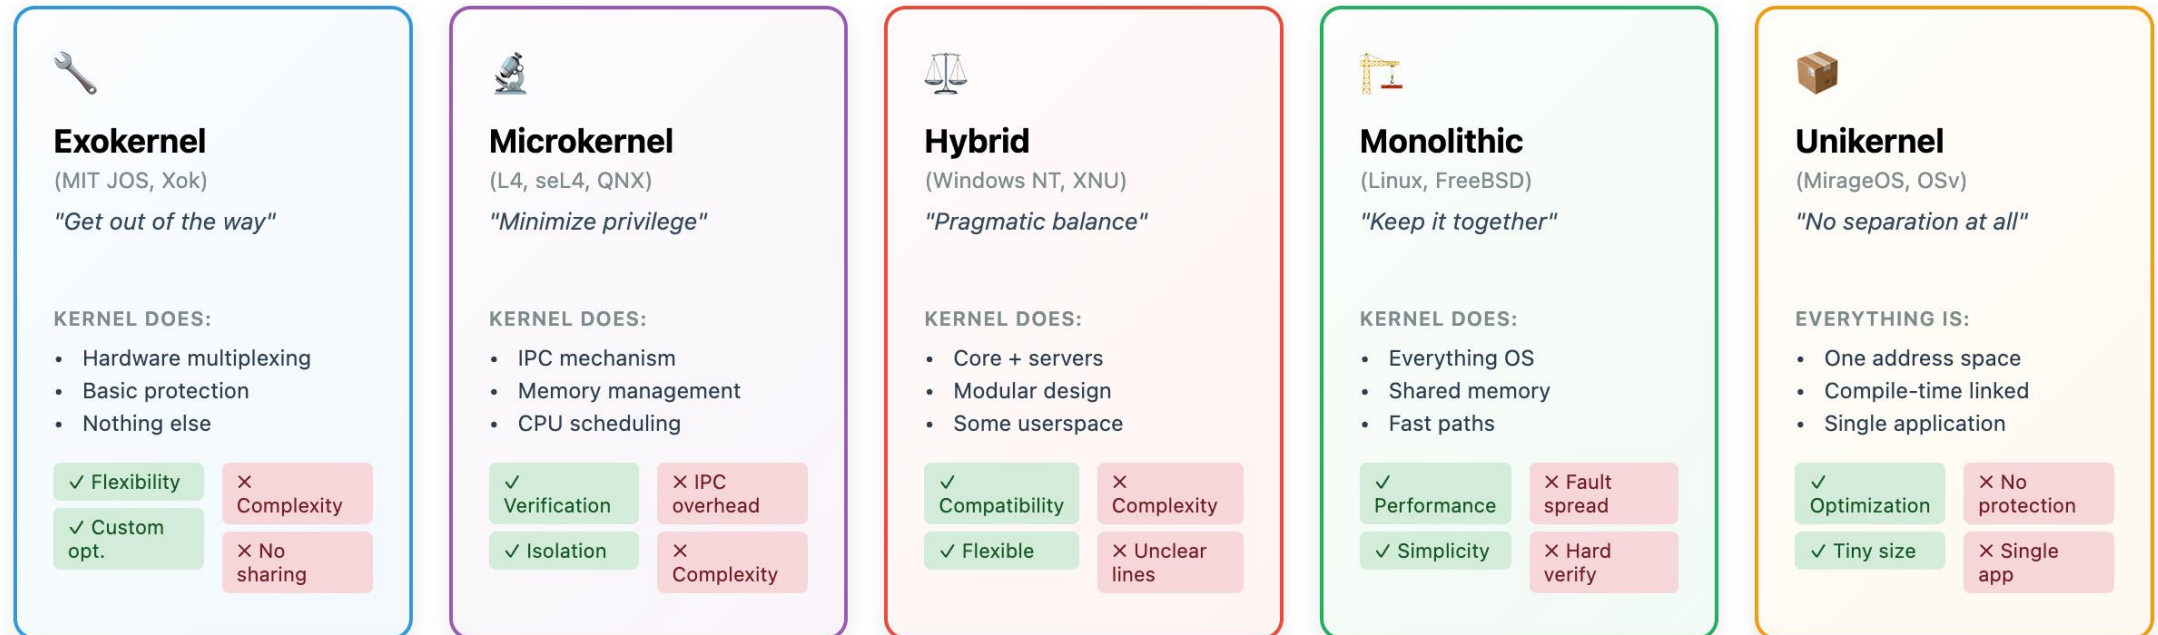 Exokernel
(MIT JOS, Xok)
"Get out of the way"
KERNEL DOES:
• Hardware multiplexing
• Basic protection
• Nothing else
✓ Flexibility
✓ Custom
opt.
✕
Complexity
✕ No
sharing
Microkernel
(L4, seL4, QNX)
"Minimize privilege"
KERNEL DOES:
• IPC mechanism
• Memory management
• CPU scheduling
✓
Verification
✓ Isolation
✕ IPC
overhead
✕
Complexity
Hybrid
(Windows NT, XNU)
"Pragmatic balance"
KERNEL DOES:
• Core + servers
• Modular design
• Some userspace
✓
Compatibility
✓ Flexible
✕
Complexity
✕ Unclear
lines
Monolithic
(Linux, FreeBSD)
"Keep it together"
KERNEL DOES:
• Everything OS
• Shared memory
• Fast paths
✓
Performance
✓ Simplicity
✕ Fault
spread
✕ Hard
verify
Unikernel
(MirageOS, OSv)
"No separation at all"
EVERYTHING IS:
• One address space
• Compile-time linked
• Single application
✓
Optimization
✓ Tiny size
✕ No
protection
✕ Single
app